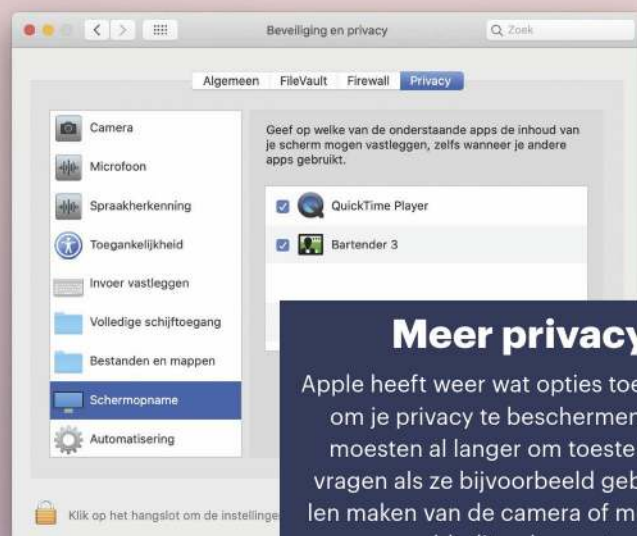 Beveiliging en privacy
Zoek
Algemeen FileVault Firewall Privacy
Camera
Microfoon
Spraakherkenning
Toegankelijkheid
Invoer vastleggen
Volledige schijftoegang
Bestanden en mappen
Schermopname
Automatisering
Geef op welke van de onderstaande apps de inhoud van
je scherm mogen vastleggen, zelfs wanneer je andere
apps gebruikt.
QuickTime Player
Bartender 3
Klik op het hangslot om de
Meer privacy
Apple heeft weer wat opties
om je privacy te beschermen
moesten al langer om
vragen als ze bijvoorbeeld
len maken van de camera of